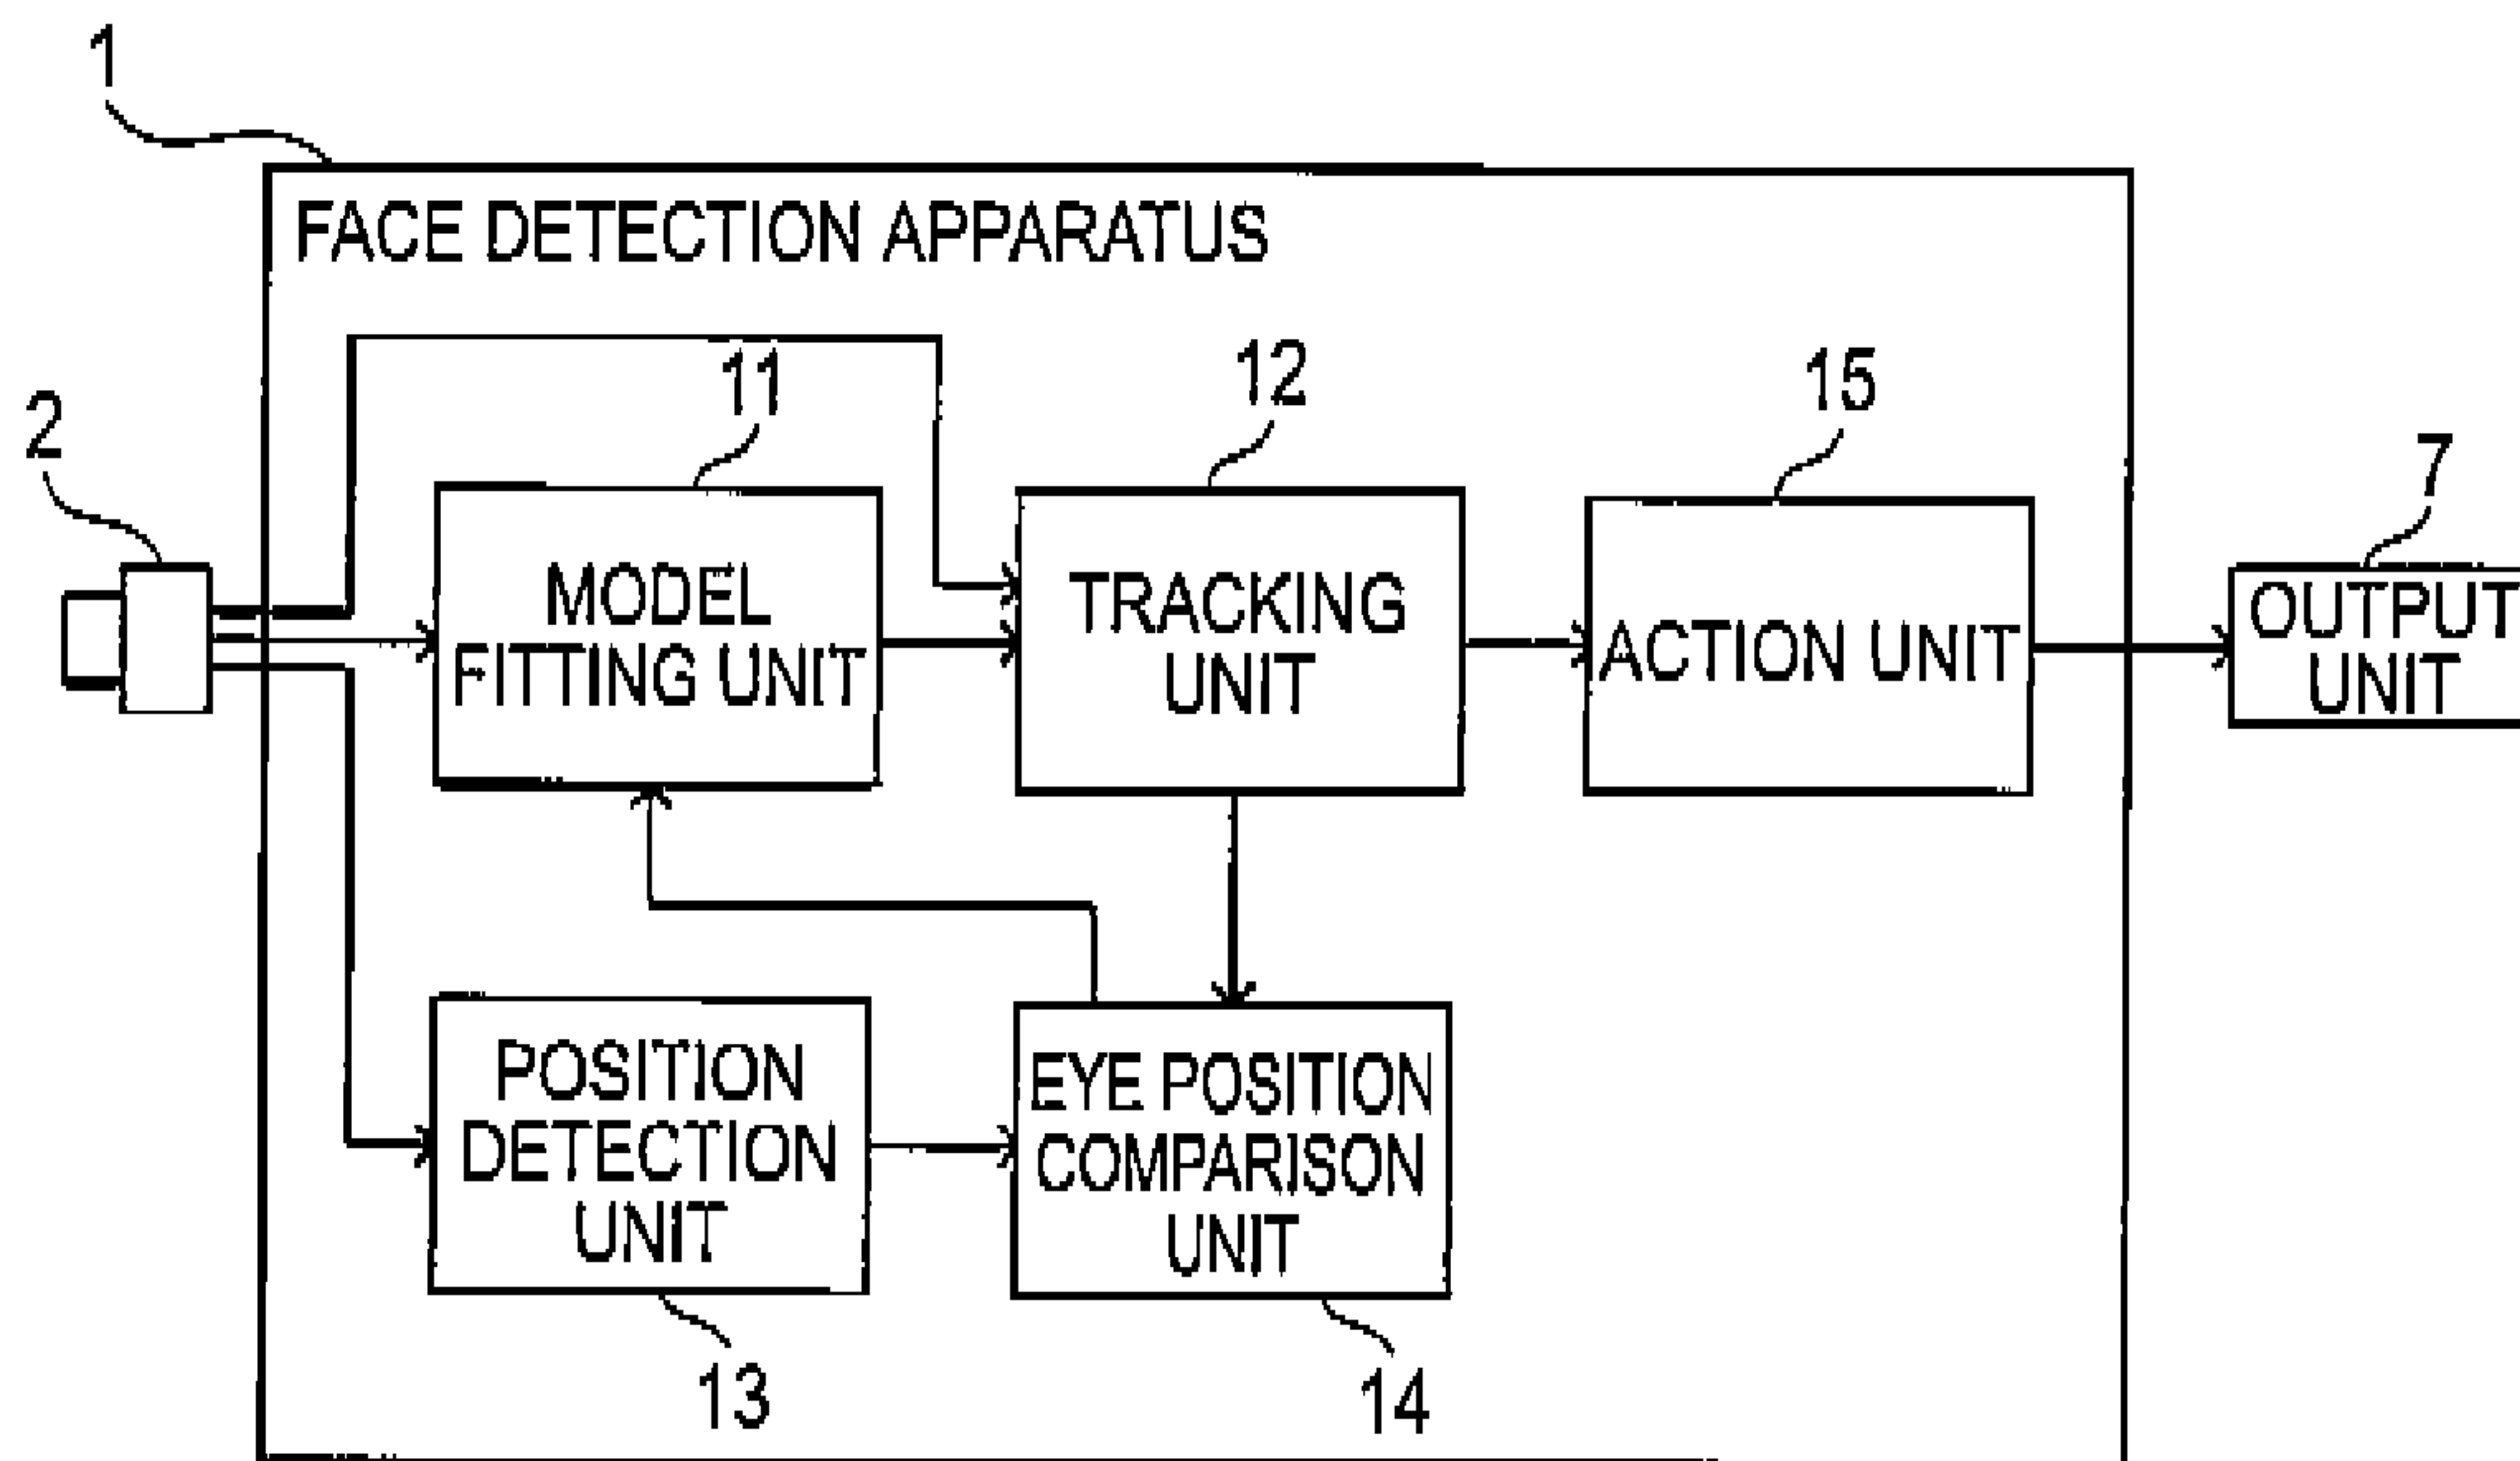 1
FACE DETECTION APPARATUS
2
11
12
15
7
MODEL
FITTING UNIT
TRACKING
UNIT
ACTION UNIT
OUTPUT
UNIT
POSITION
DETECTION
UNIT
EYE POSITION
COMPARISON
UNIT
13
14